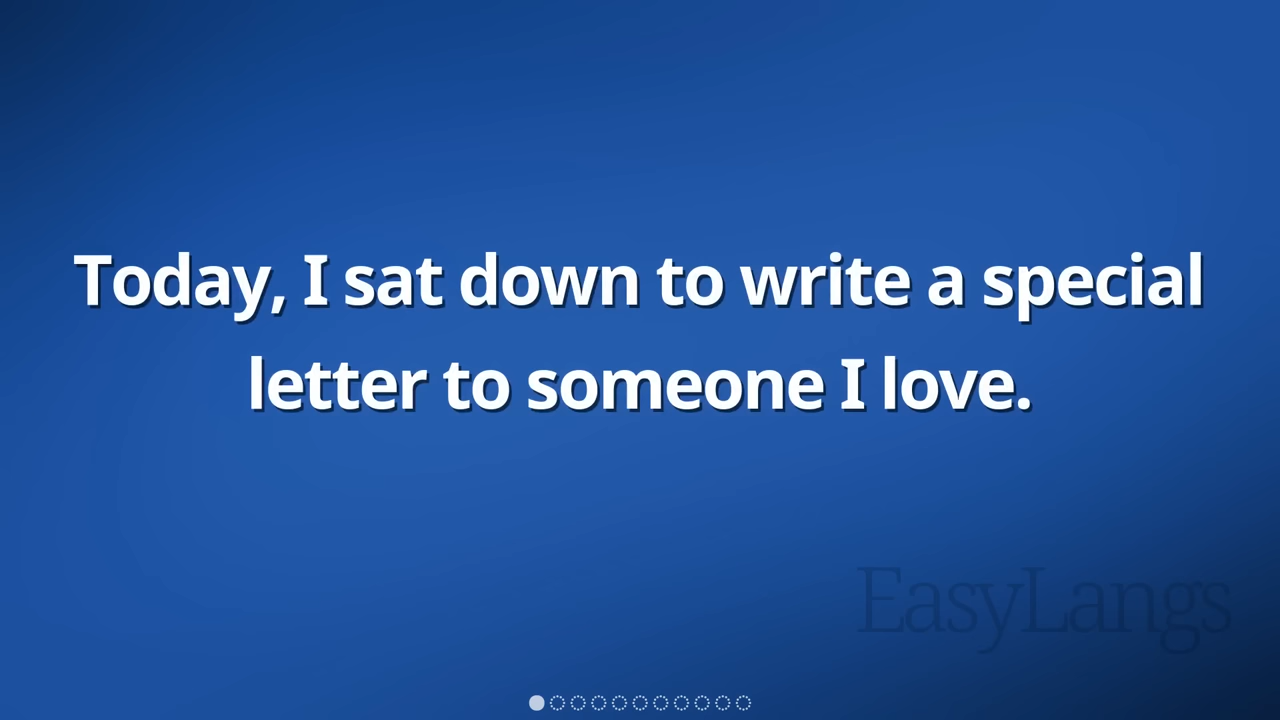 Today, I sat down to write a special
letter to someone I love.
EasyLangs